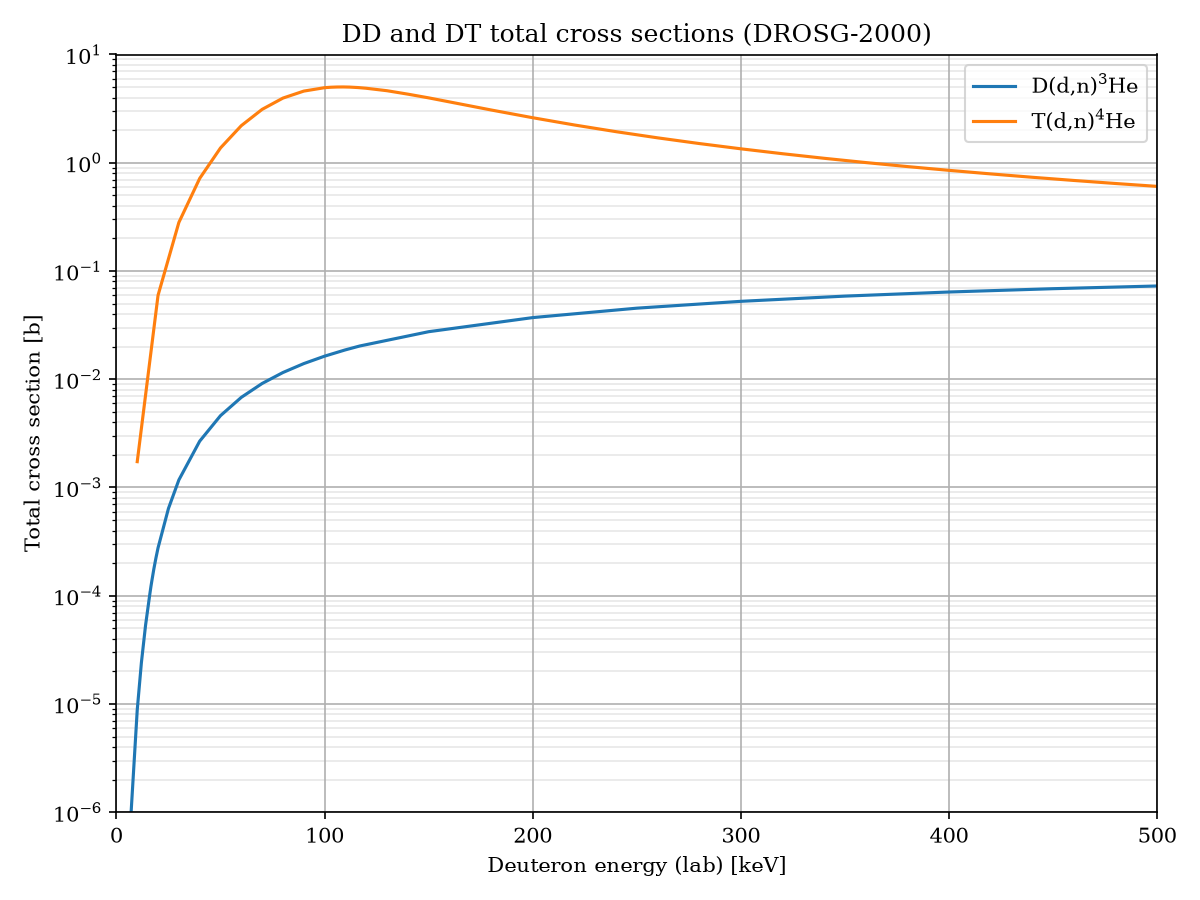 DD and DT total cross sections (DROSG-2000)
D(d,n)³He
T(d,n)⁴He
Total cross section [b]
10¹
10⁰
10⁻¹
10⁻²
10⁻³
10⁻⁴
10⁻⁵
10⁻⁶
0 100 200 300 400 500
Deuteron energy (lab) [keV]